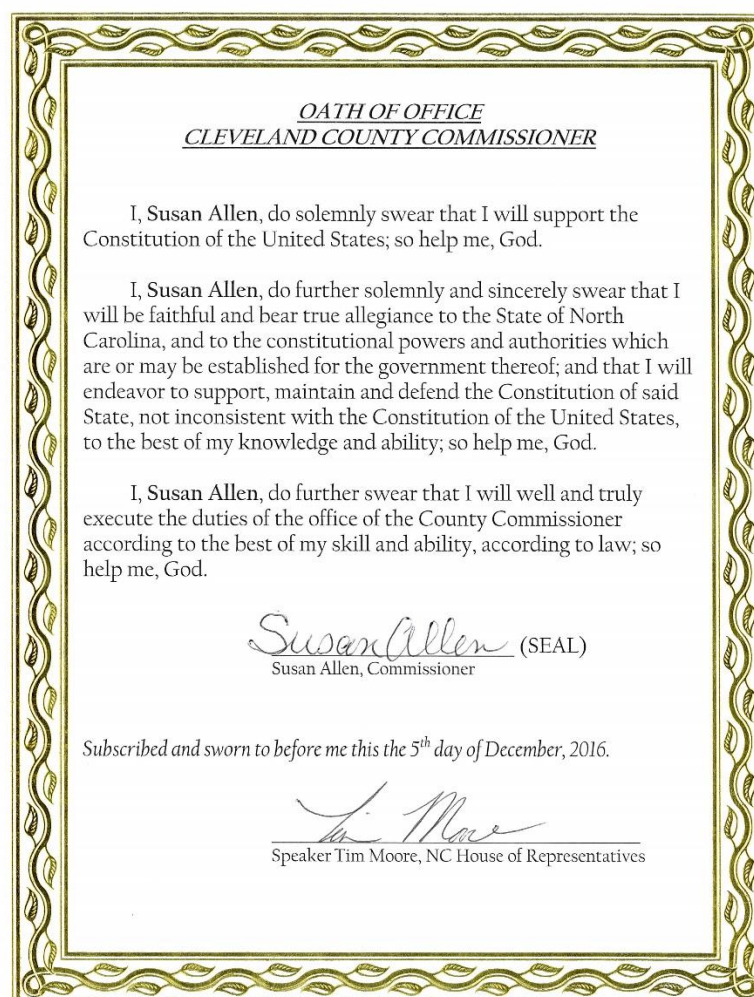 OATH OF OFFICE
CLEVELAND COUNTY COMMISSIONER
I, Susan Allen, do solemnly swear that I will support the
Constitution of the United States; so help me, God.
I, Susan Allen, do further solemnly and sincerely swear that I
will be faithful and bear true allegiance to the State of North
Carolina, and to the constitutional powers and authorities which
are or may be established for the government thereof; and that I will
endeavor to support, maintain and defend the Constitution of said
State, not inconsistent with the Constitution of the United States,
to the best of my knowledge and ability; so help me, God.
I, Susan Allen, do further swear that I will well and truly
execute the duties of the office of the County Commissioner
according to the best of my skill and ability, according to law; so
help me, God.
Susan Allen (SEAL)
Susan Allen, Commissioner
Subscribed and sworn to before me this the 5th day of December, 2016.
Tim Moore
Speaker Tim Moore, NC House of Representatives